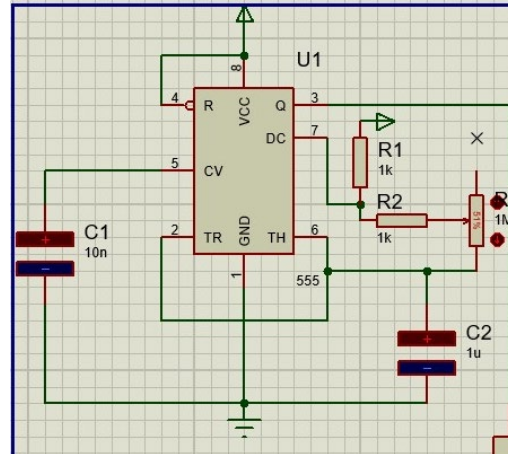 U1
8
4 R VCC Q 3
DC 7
5 CV
R1
1k
R2
1k
51%
2 TR GND TH 6
1
555
C1
10n
C2
1u